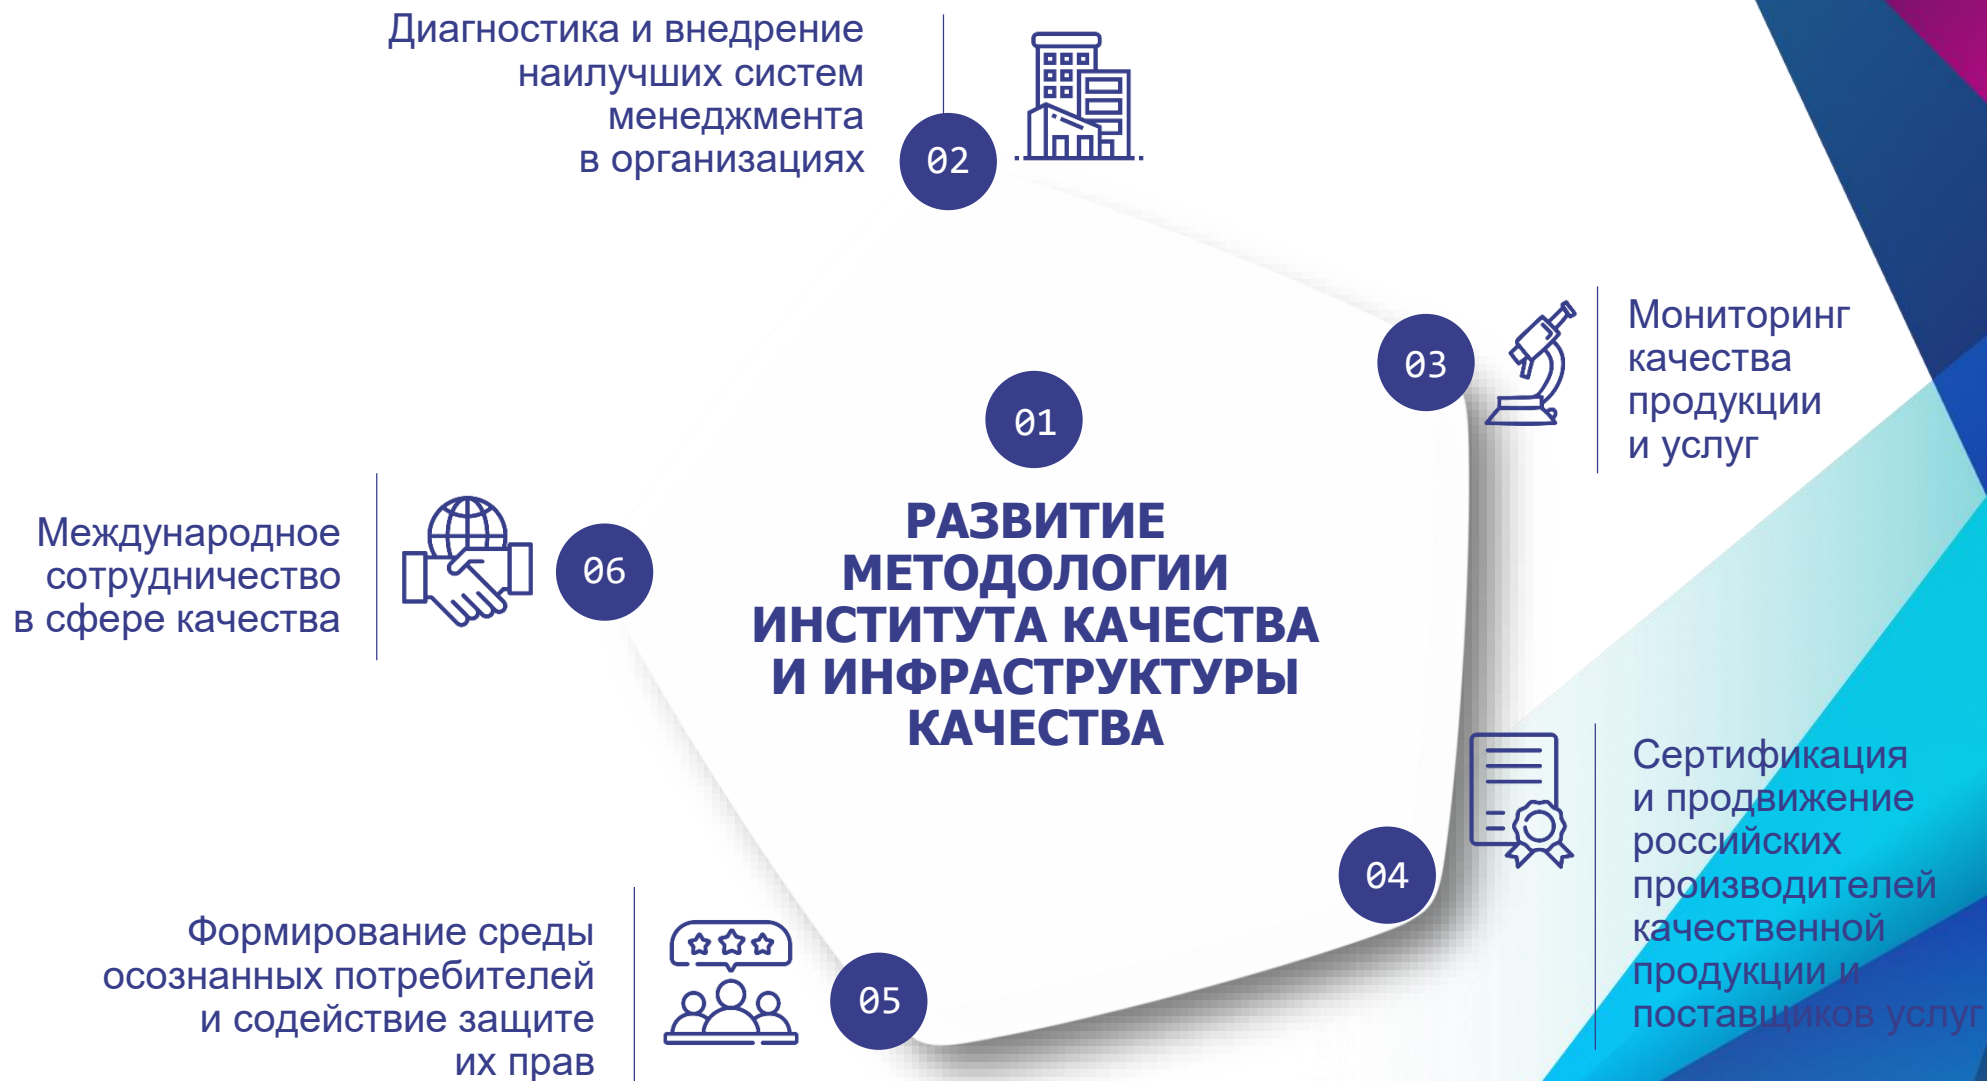 Диагностика и внедрение
наилучших систем
менеджмента
в организациях
02
03
Мониторинг
качества
продукции
и услуг
01
РАЗВИТИЕ
МЕТОДОЛОГИИ
ИНСТИТУТА КАЧЕСТВА
И ИНФРАСТРУКТУРЫ
КАЧЕСТВА
Международное
сотрудничество
в сфере качества
06
04
Сертификация
и продвижение
российских
производителей
качественной
продукции и
поставщиков услуг
Формирование среды
осознанных потребителей
и содействие защите
их прав
05